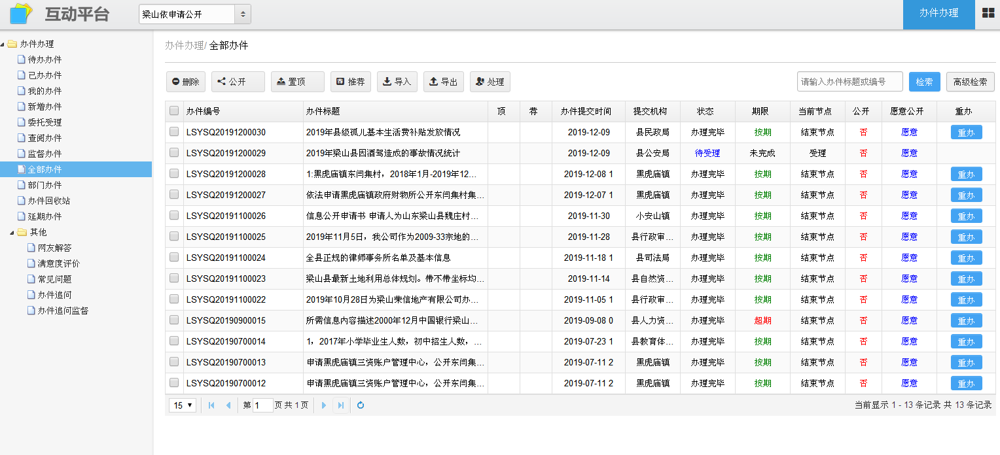 互动平台
梁山依申请公开
办件办理
办件办理
待办办件
已办办件
我的办件
新增办件
委托受理
查阅办件
监督办件
全部办件
部门办件
办件回收站
延期办件
其他
网友解答
满意度评价
常见问题
办件追问
办件追问监督
办件办理/ 全部办件
删除 公开 置顶 推荐 导入 导出 处理 请输入办件标题或编号 检索 高级检索
办件编号 办件标题 顶 荐 办件提交时间 提交机构 状态 期限 当前节点 公开 愿意公开 重办
LSYSQ20191200030 2019年县级孤儿基本生活费补贴发放情况 2019-12-09 县民政局 办理完毕 按期 结束节点 否 愿意 重办
LSYSQ20191200029 2019年梁山县因酒驾造成的事故情况统计 2019-12-09 县公安局 待受理 未完成 受理 否 愿意
LSYSQ20191200028 1:黑虎庙镇东闫集村，2018年1月-2019年12... 2019-12-08 1 黑虎庙镇 办理完毕 按期 结束节点 否 愿意 重办
LSYSQ20191200027 依法申请黑虎庙镇政府财物所公开东闫集村集... 2019-12-07 1 黑虎庙镇 办理完毕 按期 结束节点 否 愿意 重办
LSYSQ20191100026 信息公开申请书 申请人为山东梁山县魏庄村... 2019-11-30 小安山镇 办理完毕 按期 结束节点 否 愿意 重办
LSYSQ20191100025 2019年11月5日，我公司作为2009-33宗地的... 2019-11-28 县行政审... 办理完毕 按期 结束节点 否 愿意 重办
LSYSQ20191100024 全县正规的律师事务所名单及基本信息 2019-11-18 1 县司法局 办理完毕 按期 结束节点 否 愿意 重办
LSYSQ20191100023 梁山县最新土地利用总体规划。带不带坐标均... 2019-11-14 县自然资... 办理完毕 按期 结束节点 否 愿意 重办
LSYSQ20191100022 2019年10月28日为梁山荣信地产有限公司办... 2019-11-05 1 县行政审... 办理完毕 按期 结束节点 否 愿意 重办
LSYSQ20190900015 所需信息内容描述2000年12月中国银行梁山... 2019-09-08 0 县人力资... 办理完毕 超期 结束节点 否 愿意 重办
LSYSQ20190700014 1，2017年小学毕业生人数，初中招生人数，... 2019-07-23 1 县教育体... 办理完毕 按期 结束节点 否 愿意 重办
LSYSQ20190700013 申请黑虎庙镇三资账户管理中心，公开东闫集... 2019-07-11 2 黑虎庙镇 办理完毕 按期 结束节点 否 愿意 重办
LSYSQ20190700012 申请黑虎庙镇三资账户管理中心，公开东闫集... 2019-07-11 2 黑虎庙镇 办理完毕 按期 结束节点 否 愿意 重办
15 第 1 页 共 1 页 当前显示 1 - 13 条记录 共 13 条记录